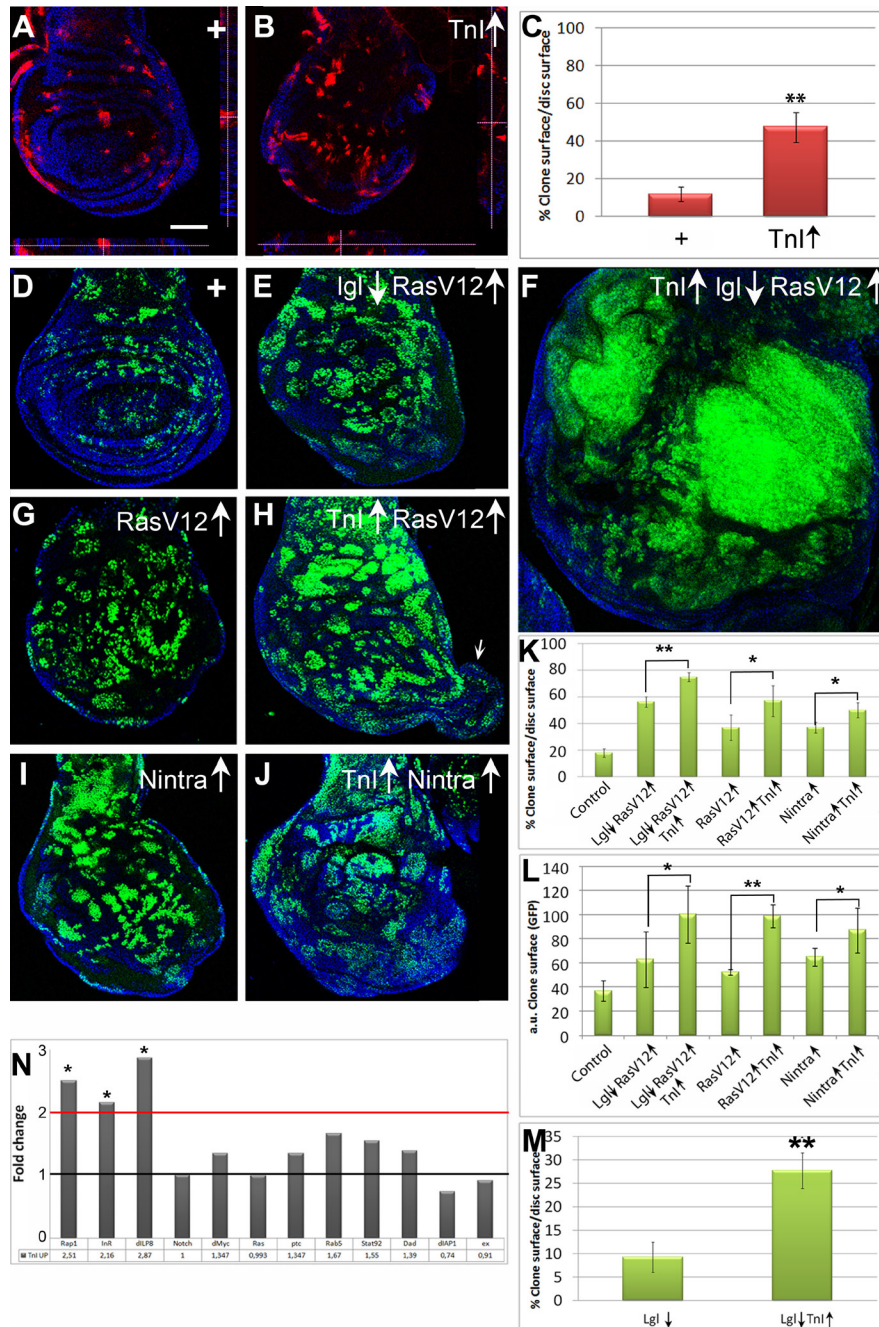 A
+
B
TnI↑
C
% Clone surface/disc surface
100
80
60
40
20
0
**
+
TnI↑
D
+
E
lgl↓ RasV12↑
F
TnI↑ lgl↓ RasV12↑
G
RasV12↑
H
TnI↑ RasV12↑
I
Nintra↑
J
TnI↑ Nintra↑
K
% Clone surface/disc surface
100
80
60
40
20
0
**
*
*
Control
Lgl↓ RasV12↑
Lgl↓ RasV12↑
TnI↑
RasV12↑
RasV12↑TnI↑
Nintra↑
Nintra↑TnI↑
L
a.u. Clone surface (GFP)
140
120
100
80
60
40
20
0
*
**
*
Control
Lgl↓ RasV12↑
Lgl↓ RasV12↑
TnI↑
RasV12↑
RasV12↑TnI↑
Nintra↑
Nintra↑TnI↑
M
% Clone surface/disc surface
35
30
25
20
15
10
5
0
**
Lgl ↓
Lgl↓TnI↑
N
Fold change
3
2
1
0
*
*
*
Rap1 InR dILP8 Notch dMyc Ras ptc Rab5 Stat92 Dad dIAP1 ex
TnI UP 2,51 2,16 2,87 1 1,347 0,993 1,347 1,67 1,55 1,39 0,74 0,91